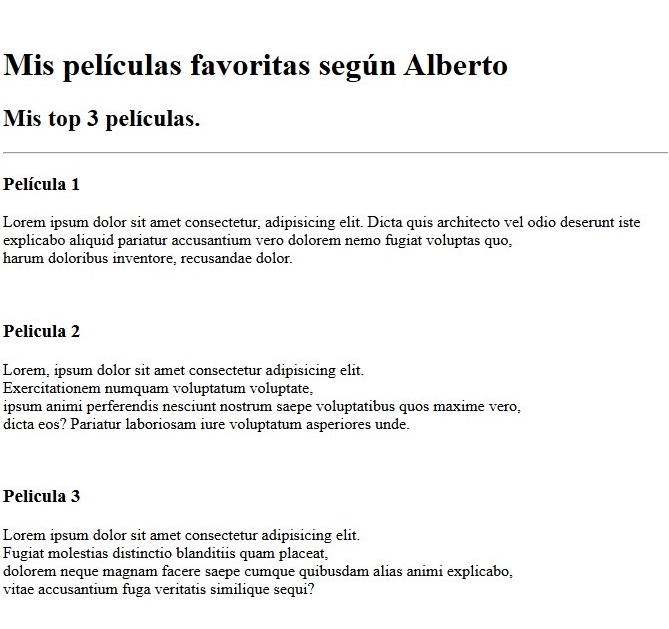 Mis películas favoritas según Alberto
Mis top 3 películas.
Película 1
Lorem ipsum dolor sit amet consectetur, adipisicing elit. Dicta quis architecto vel odio deserunt iste
explicabo aliquid pariatur accusantium vero dolorem nemo fugiat voluptas quo,
harum doloribus inventore, recusandae dolor.
Pelicula 2
Lorem, ipsum dolor sit amet consectetur adipisicing elit.
Exercitationem numquam voluptatum voluptate,
ipsum animi perferendis nesciunt nostrum saepe voluptatibus quos maxime vero,
dicta eos? Pariatur laboriosam iure voluptatum asperiores unde.
Pelicula 3
Lorem ipsum dolor sit amet consectetur adipisicing elit.
Fugiat molestias distinctio blanditiis quam placeat,
dolorem neque magnam facere saepe cumque quibusdam alias animi explicabo,
vitae accusantium fuga veritatis similique sequi?